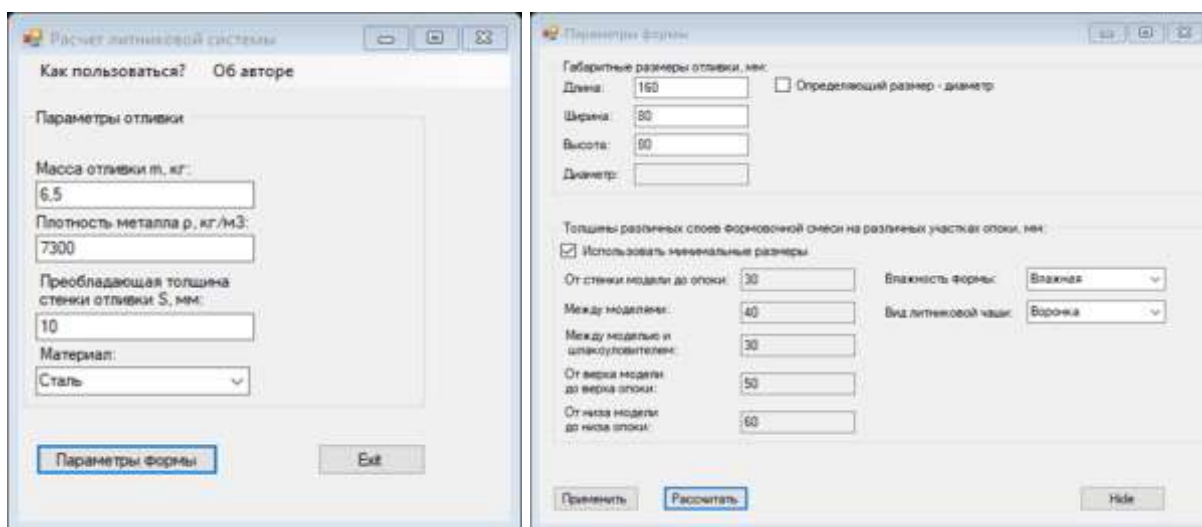 Расчет литниковой системы
Как пользоваться? Об авторе
Параметры отливки
Масса отливки m, кг:
6,5
Плотность металла ρ, кг/м3:
7300
Преобладающая толщина
стенки отливки S, мм:
10
Материал:
Сталь
Параметры формы
Exit
Параметры формы
Габаритные размеры отливки, мм:
Длина: 160 Определяющий размер - диаметр
Ширина: 80
Высота:
Диаметр:
Толщины различных слоев формовочной смеси на различных участках опоки, мм:
Использовать минимальные размеры
От стенки модели до опоки: 30 Влажность формы: Влажная
Между моделями: 40 Вид литниковой чаши: Воронка
Между моделью и
шлакоуловителем: 30
От верха модели
до верха опоки: 50
От низа модели
до низа опоки: 60
Применить Рассчитать Hide